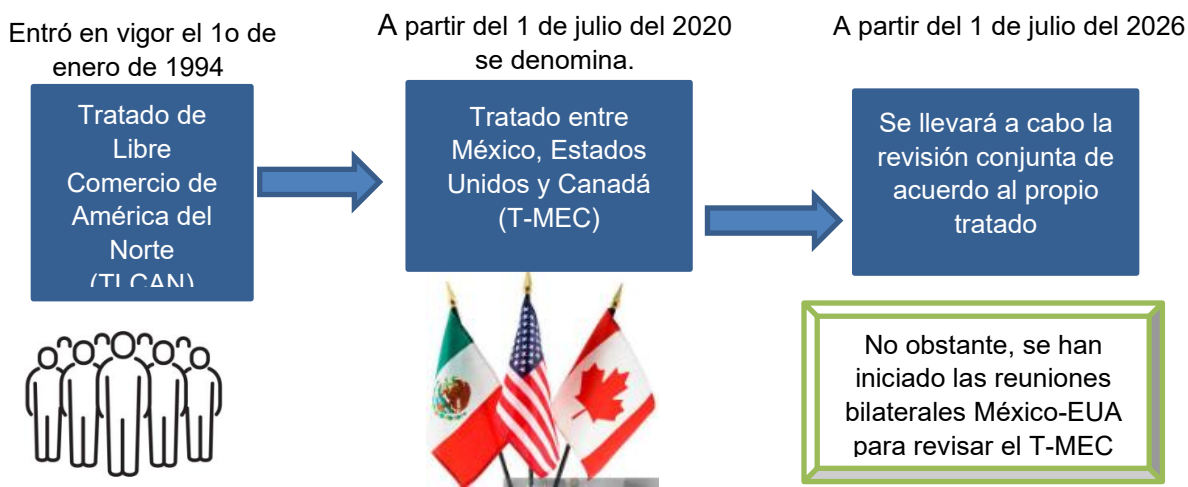 Entró en vigor el 1o de
enero de 1994
Tratado de
Libre
Comercio de
América del
Norte
(TLCAN)
A partir del 1 de julio del 2020
se denomina.
Tratado entre
México, Estados
Unidos y Canadá
(T-MEC)
A partir del 1 de julio del 2026
Se llevará a cabo la
revisión conjunta de
acuerdo al propio
tratado
No obstante, se han
iniciado las reuniones
bilaterales México-EUA
para revisar el T-MEC